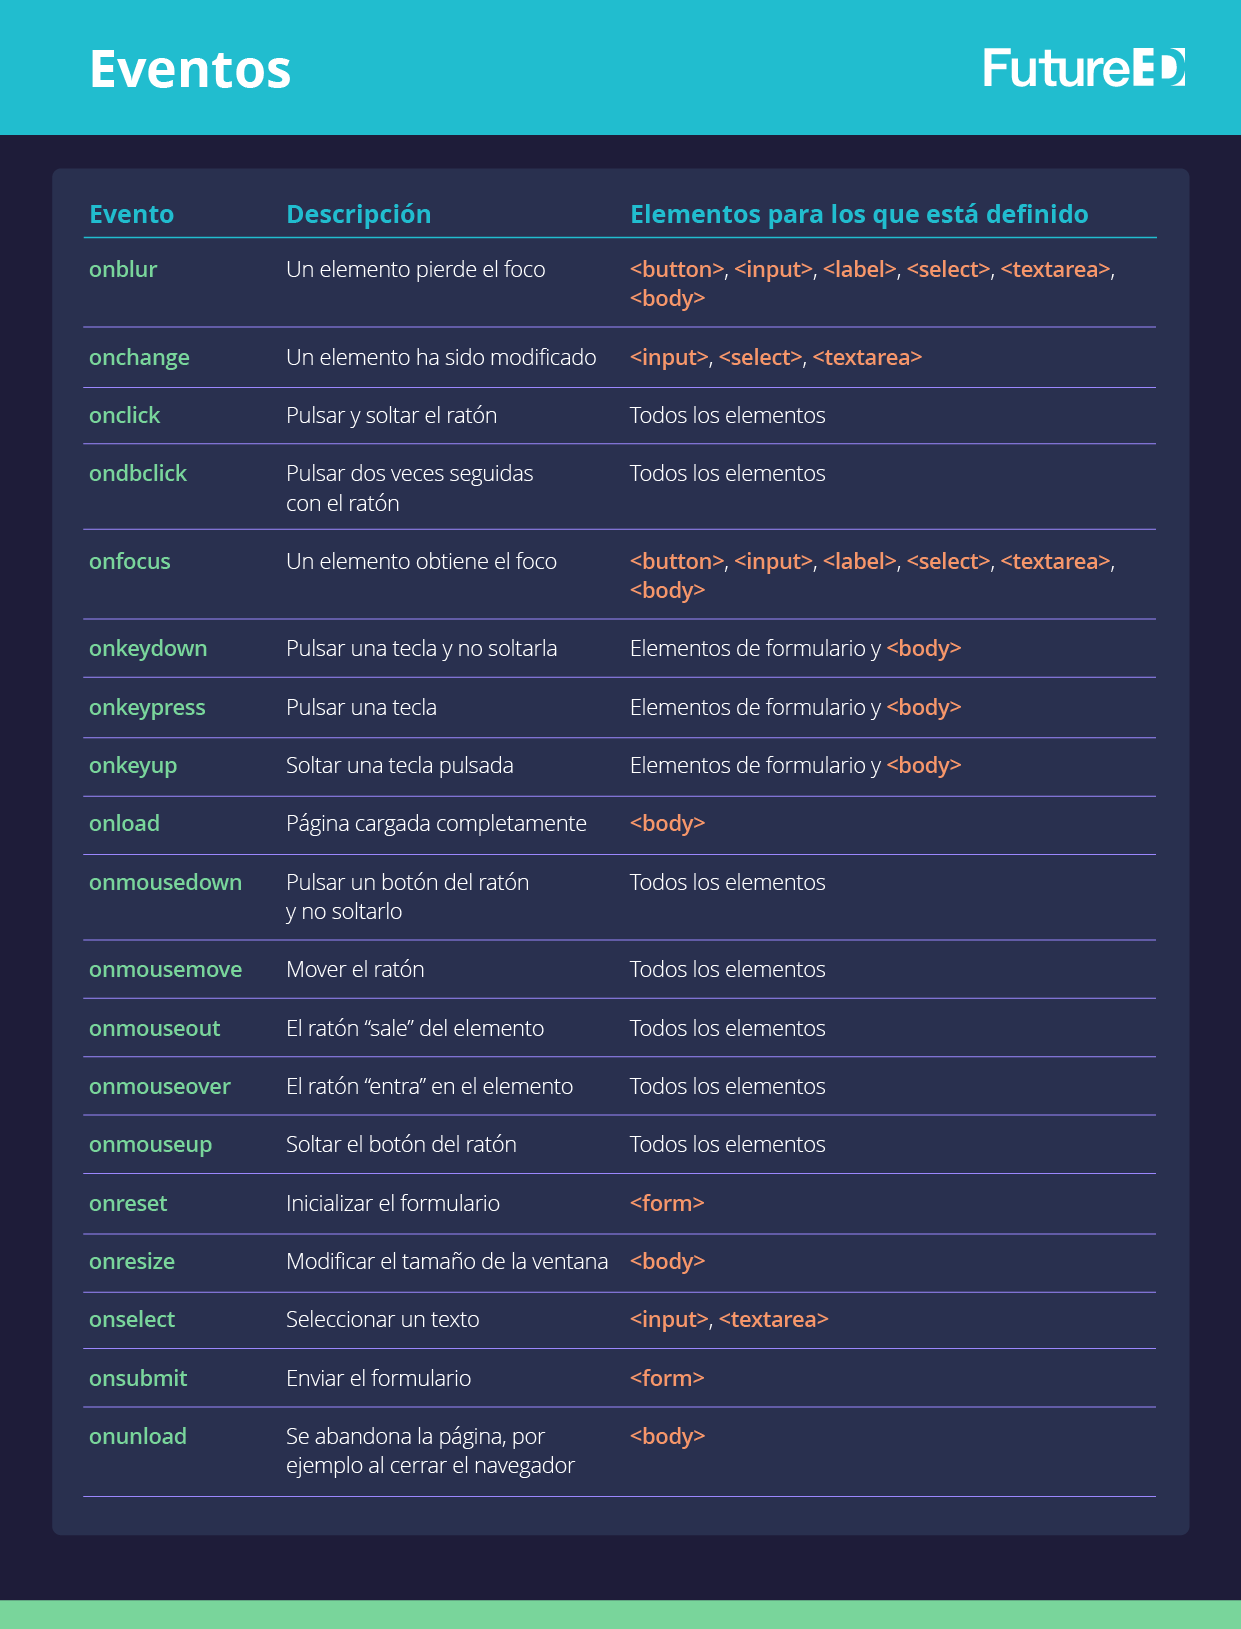 Eventos
FutureED
Evento Descripción Elementos para los que está definido
onblur Un elemento pierde el foco <button>, <input>, <label>, <select>, <textarea>,
<body>
onchange Un elemento ha sido modificado <input>, <select>, <textarea>
onclick Pulsar y soltar el ratón Todos los elementos
ondbclick Pulsar dos veces seguidas Todos los elementos
con el ratón
onfocus Un elemento obtiene el foco <button>, <input>, <label>, <select>, <textarea>,
<body>
onkeydown Pulsar una tecla y no soltarla Elementos de formulario y <body>
onkeypress Pulsar una tecla Elementos de formulario y <body>
onkeyup Soltar una tecla pulsada Elementos de formulario y <body>
onload Página cargada completamente <body>
onmousedown Pulsar un botón del ratón Todos los elementos
y no soltarlo
onmousemove Mover el ratón Todos los elementos
onmouseout El ratón “sale” del elemento Todos los elementos
onmouseover El ratón “entra” en el elemento Todos los elementos
onmouseup Soltar el botón del ratón Todos los elementos
onreset Inicializar el formulario <form>
onresize Modificar el tamaño de la ventana <body>
onselect Seleccionar un texto <input>, <textarea>
onsubmit Enviar el formulario <form>
onunload Se abandona la página, por <body>
ejemplo al cerrar el navegador